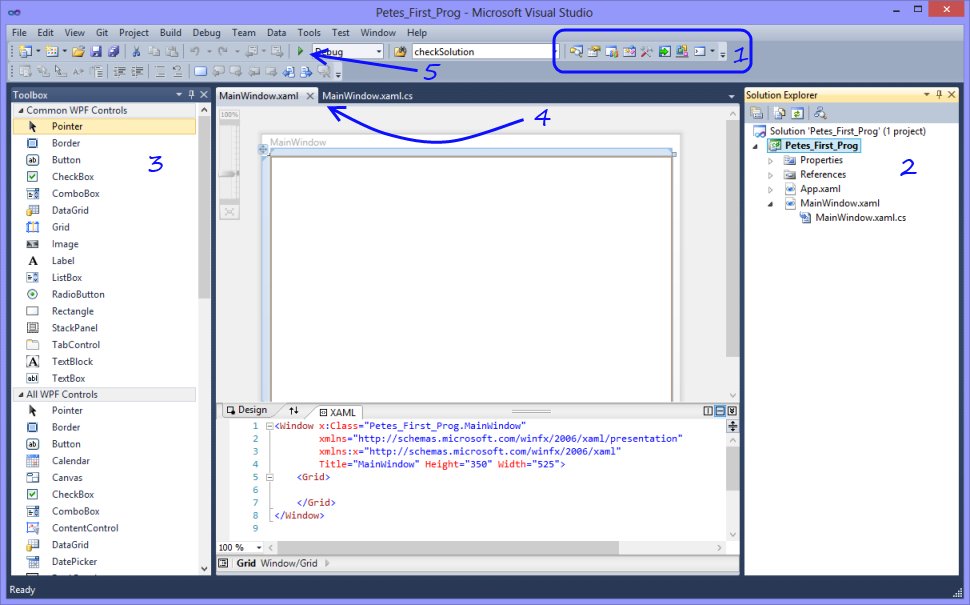 Petes_First_Prog - Microsoft Visual Studio
File Edit View Git Project Build Debug Team Data Tools Test Window Help
Debug checkSolution
1
5
Toolbox
Common WPF Controls
Pointer
Border
Button
CheckBox
ComboBox
DataGrid
Grid
Image
Label
ListBox
RadioButton
Rectangle
StackPanel
TabControl
TextBlock
TextBox
All WPF Controls
Pointer
Border
Button
Calendar
Canvas
CheckBox
ComboBox
ContentControl
DataGrid
DatePicker
3
MainWindow.xaml MainWindow.xaml.cs
4
100%
MainWindow
Design XAML
1 <Window x:Class="Petes_First_Prog.MainWindow"
2 xmlns="http://schemas.microsoft.com/winfx/2006/xaml/presentation"
3 xmlns:x="http://schemas.microsoft.com/winfx/2006/xaml"
4 Title="MainWindow" Height="350" Width="525">
5 <Grid>
6
7 </Grid>
8 </Window>
9
100 %
Grid Window/Grid
Solution Explorer
Solution 'Petes_First_Prog' (1 project)
Petes_First_Prog
Properties
References
App.xaml
MainWindow.xaml
MainWindow.xaml.cs
2
Ready